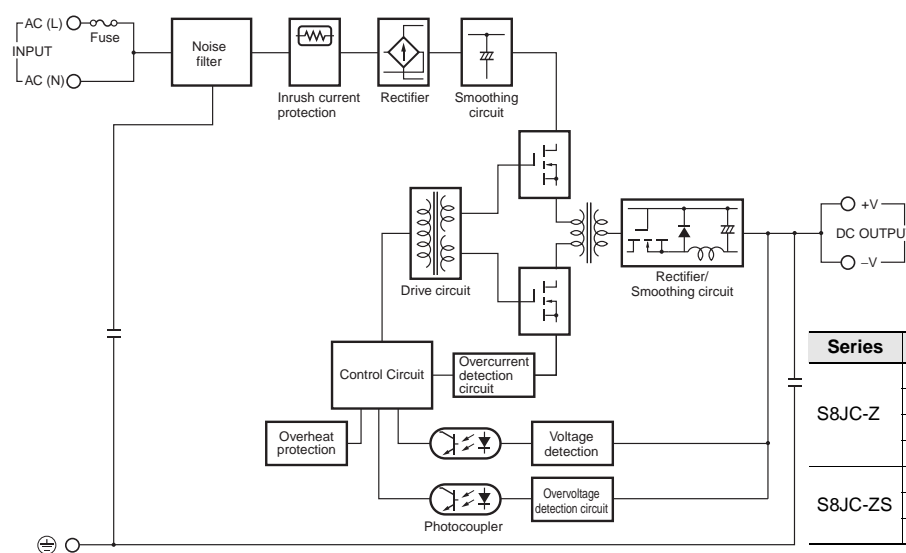 AC (L)
Fuse
INPUT
AC (N)
Noise
filter
Inrush current
protection
Rectifier
Smoothing
circuit
Drive circuit
Rectifier/
Smoothing circuit
+V
DC OUTPUT
–V
Control Circuit
Overcurrent
detection
circuit
Overheat
protection
Voltage
detection
Overvoltage
detection circuit
Photocoupler
Series
S8JC-Z
S8JC-ZS